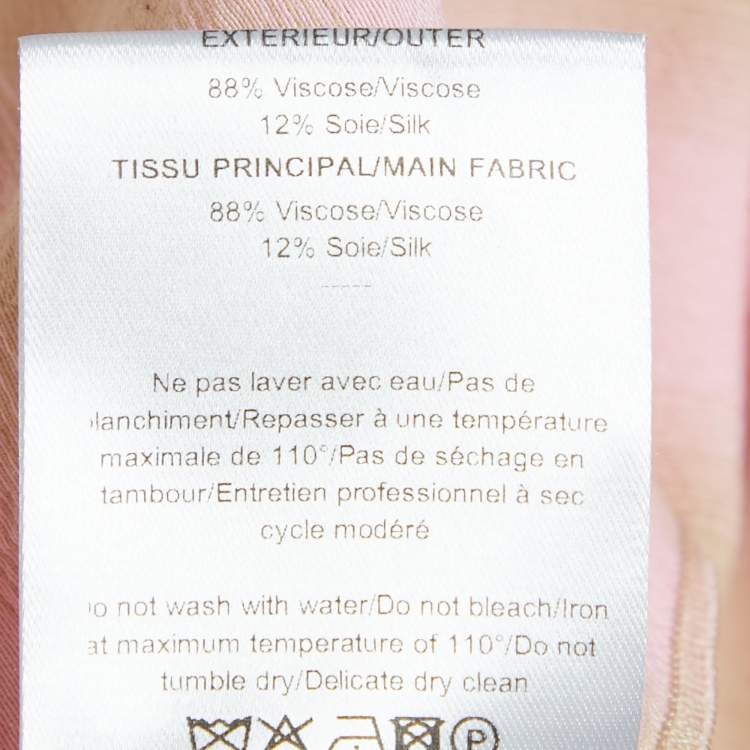 EXTERIEUR/OUTER
88% Viscose/Viscose
12% Soie/Silk
TISSU PRINCIPAL/MAIN FABRIC
88% Viscose/Viscose
12% Soie/Silk
-----
Ne pas laver avec eau/Pas de
lanchiment/Repasser à une température
maximale de 110°/Pas de séchage en
tambour/Entretien professionnel à sec
cycle modéré
o not wash with water/Do not bleach/Iron
at maximum temperature of 110°/Do not
tumble dry/Delicate dry clean
P